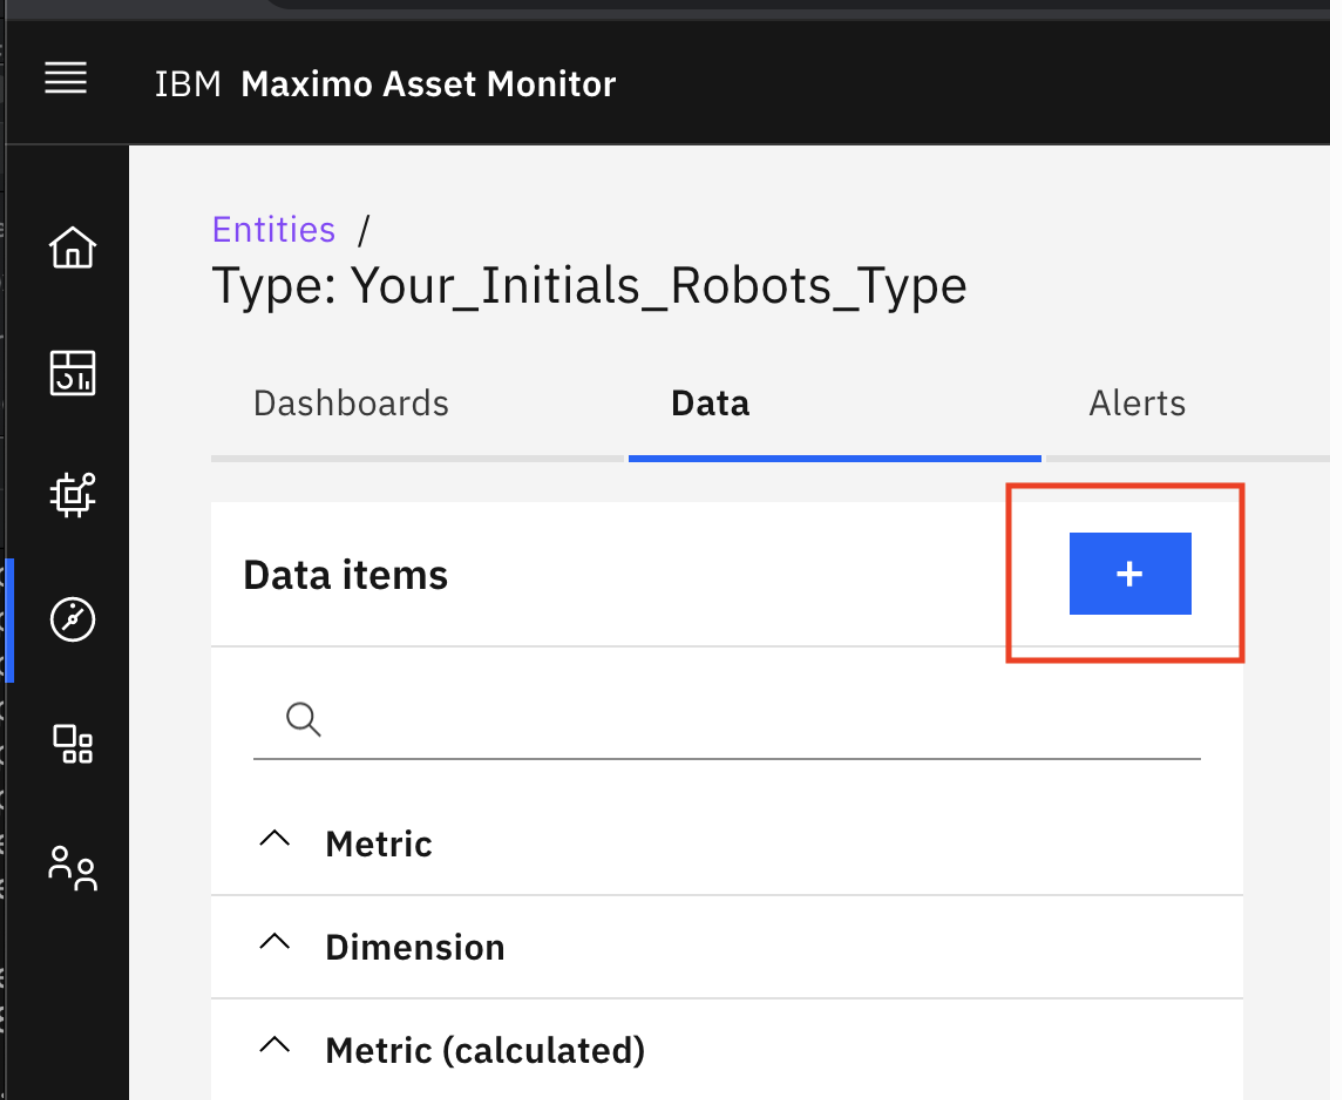 IBM Maximo Asset Monitor
Entities /
Type: Your_Initials_Robots_Type
Dashboards Data Alerts
Data items +
Metric
Dimension
Metric (calculated)